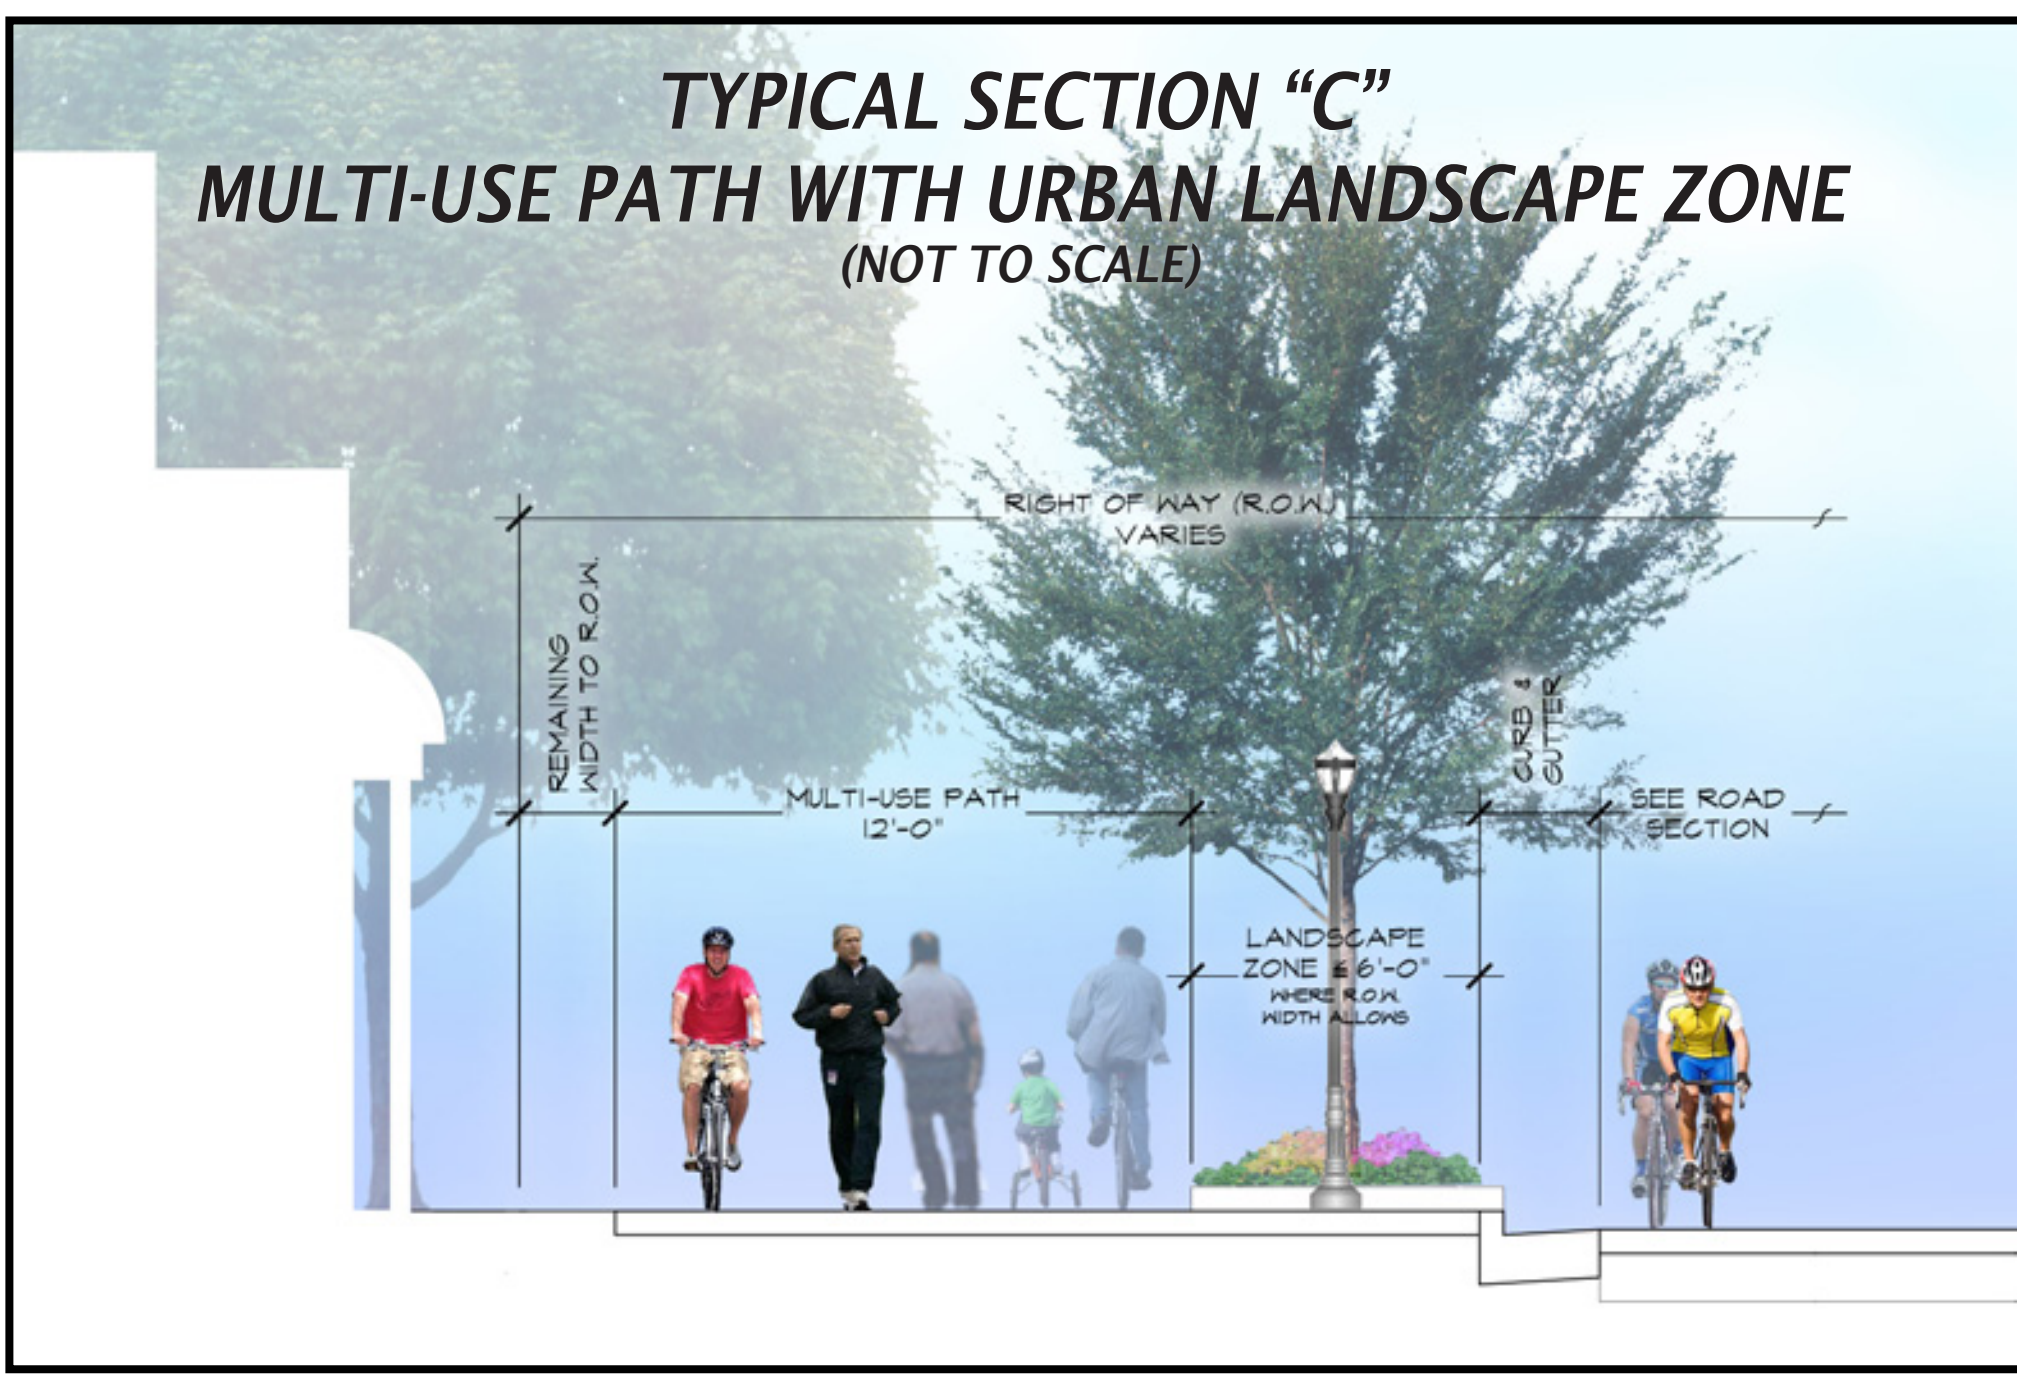 TYPICAL SECTION “C”
MULTI-USE PATH WITH URBAN LANDSCAPE ZONE
(NOT TO SCALE)
RIGHT OF WAY (R.O.W.)
VARIES
REMAINING
WIDTH TO R.O.W.
MULTI-USE PATH
12'-0"
CURB &
GUTTER
SEE ROAD
SECTION
LANDSCAPE
ZONE ≤ 6'-0"
WHERE R.O.W.
WIDTH ALLOWS